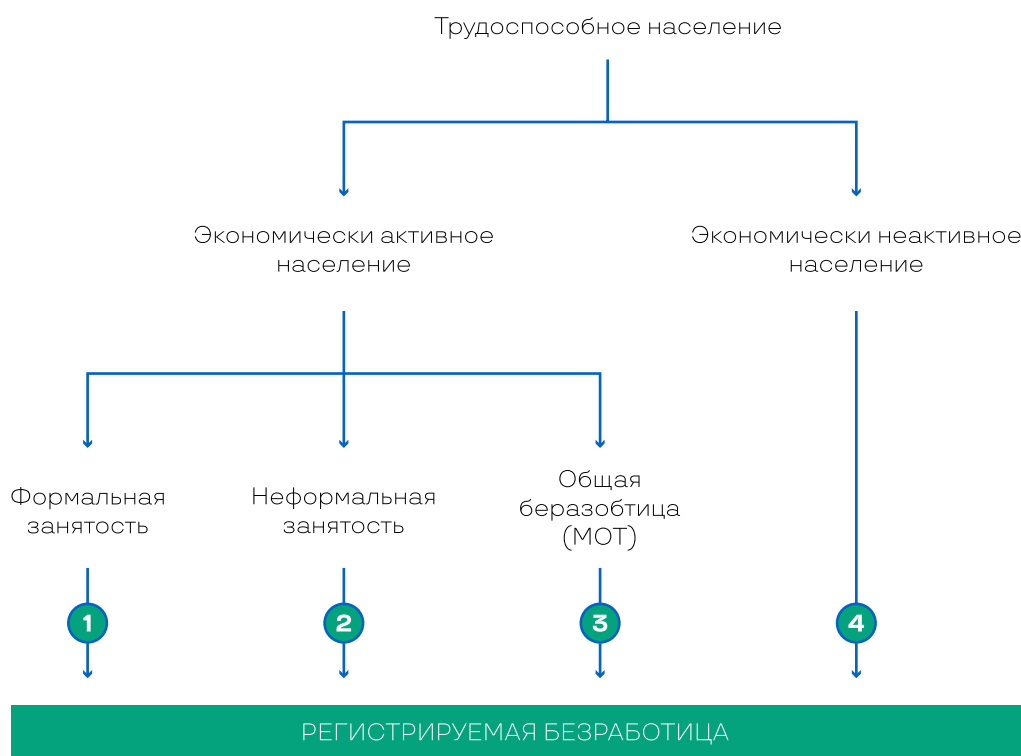 Трудоспособное население
Экономически активное
население
Экономически неактивное
население
Формальная
занятость
Неформальная
занятость
Общая
беразобтица
(МОТ)
1
2
3
4
РЕГИСТРИРУЕМАЯ БЕЗРАБОТИЦА